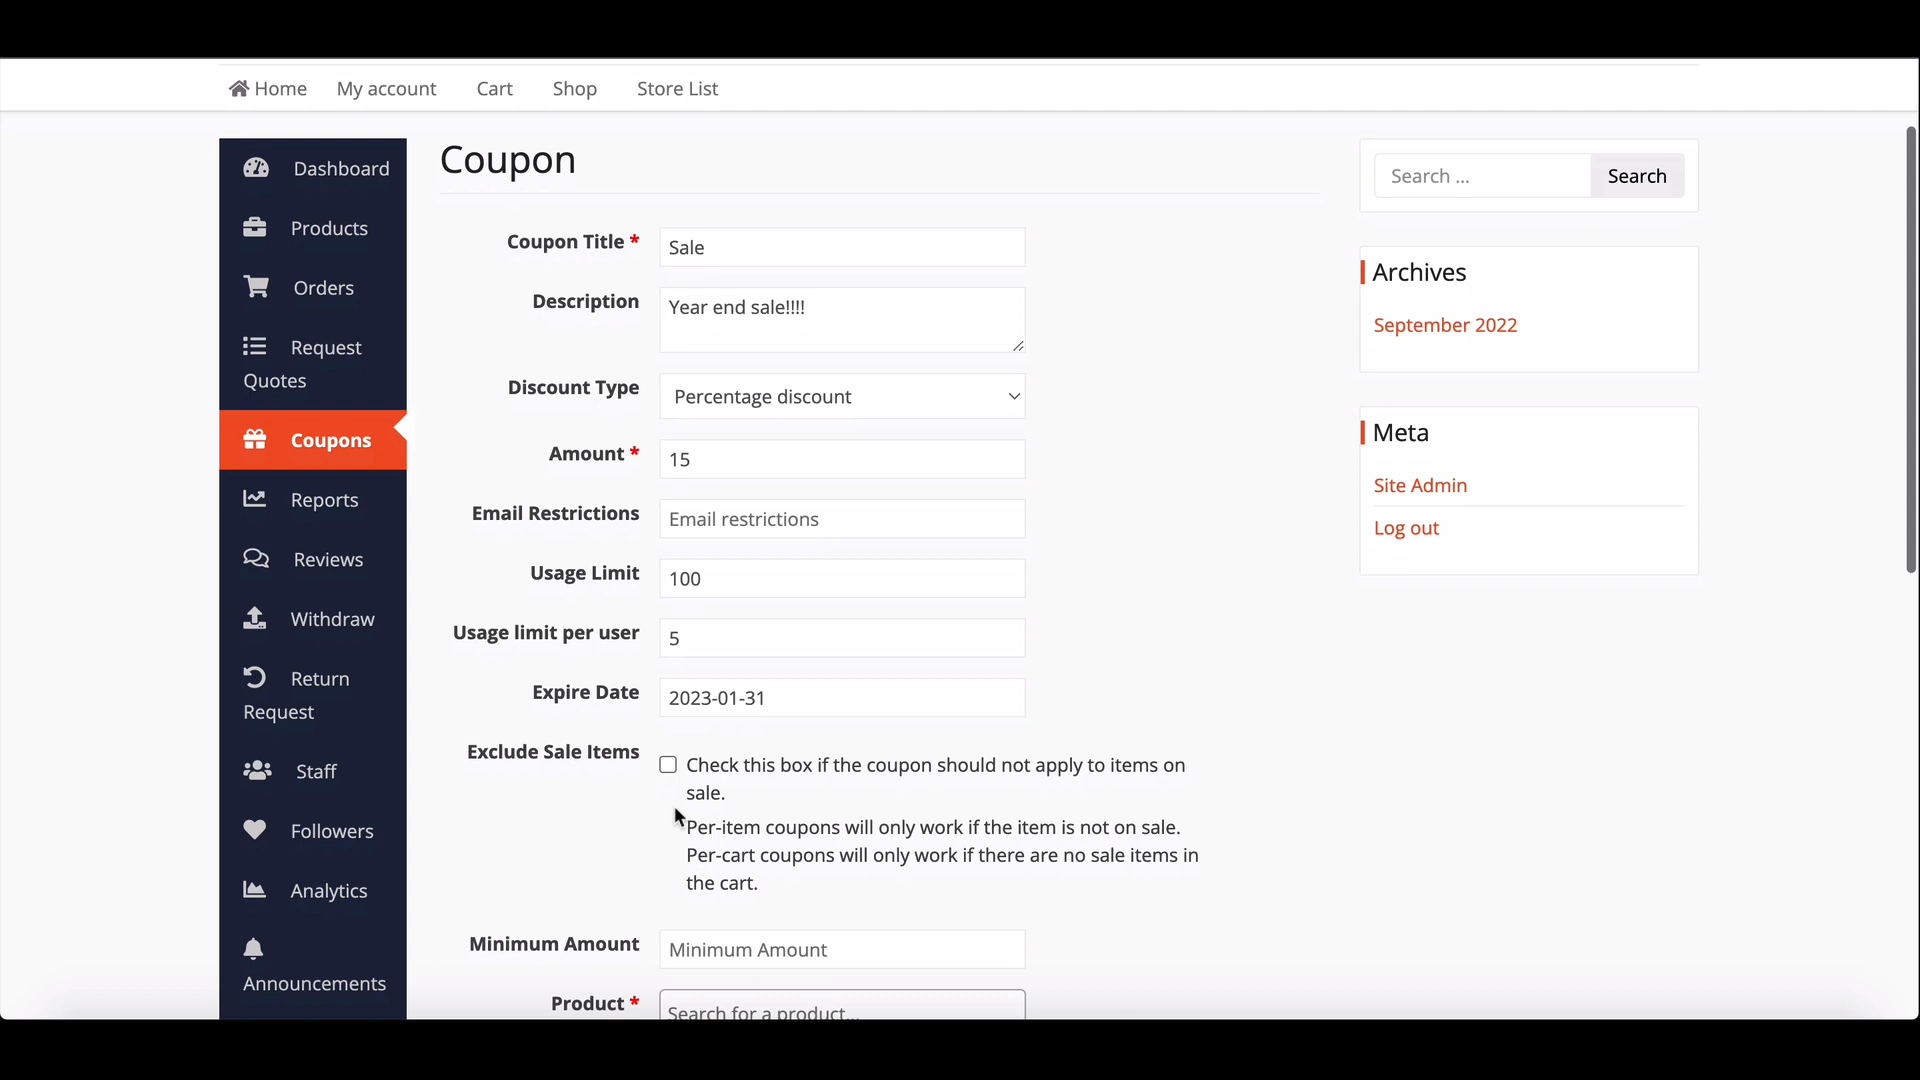 Home My account Cart Shop Store List
Dashboard
Products
Orders
Request
Quotes
Coupons
Reports
Reviews
Withdraw
Return
Request
Staff
Followers
Analytics
Announcements
Coupon
Coupon Title * Sale
Description Year end sale!!!!
Discount Type Percentage discount
Amount * 15
Email Restrictions Email restrictions
Usage Limit 100
Usage limit per user 5
Expire Date 2023-01-31
Exclude Sale Items Check this box if the coupon should not apply to items on
sale.
Per-item coupons will only work if the item is not on sale.
Per-cart coupons will only work if there are no sale items in
the cart.
Minimum Amount Minimum Amount
Product * Search for a product...
Search ... Search
Archives
September 2022
Meta
Site Admin
Log out